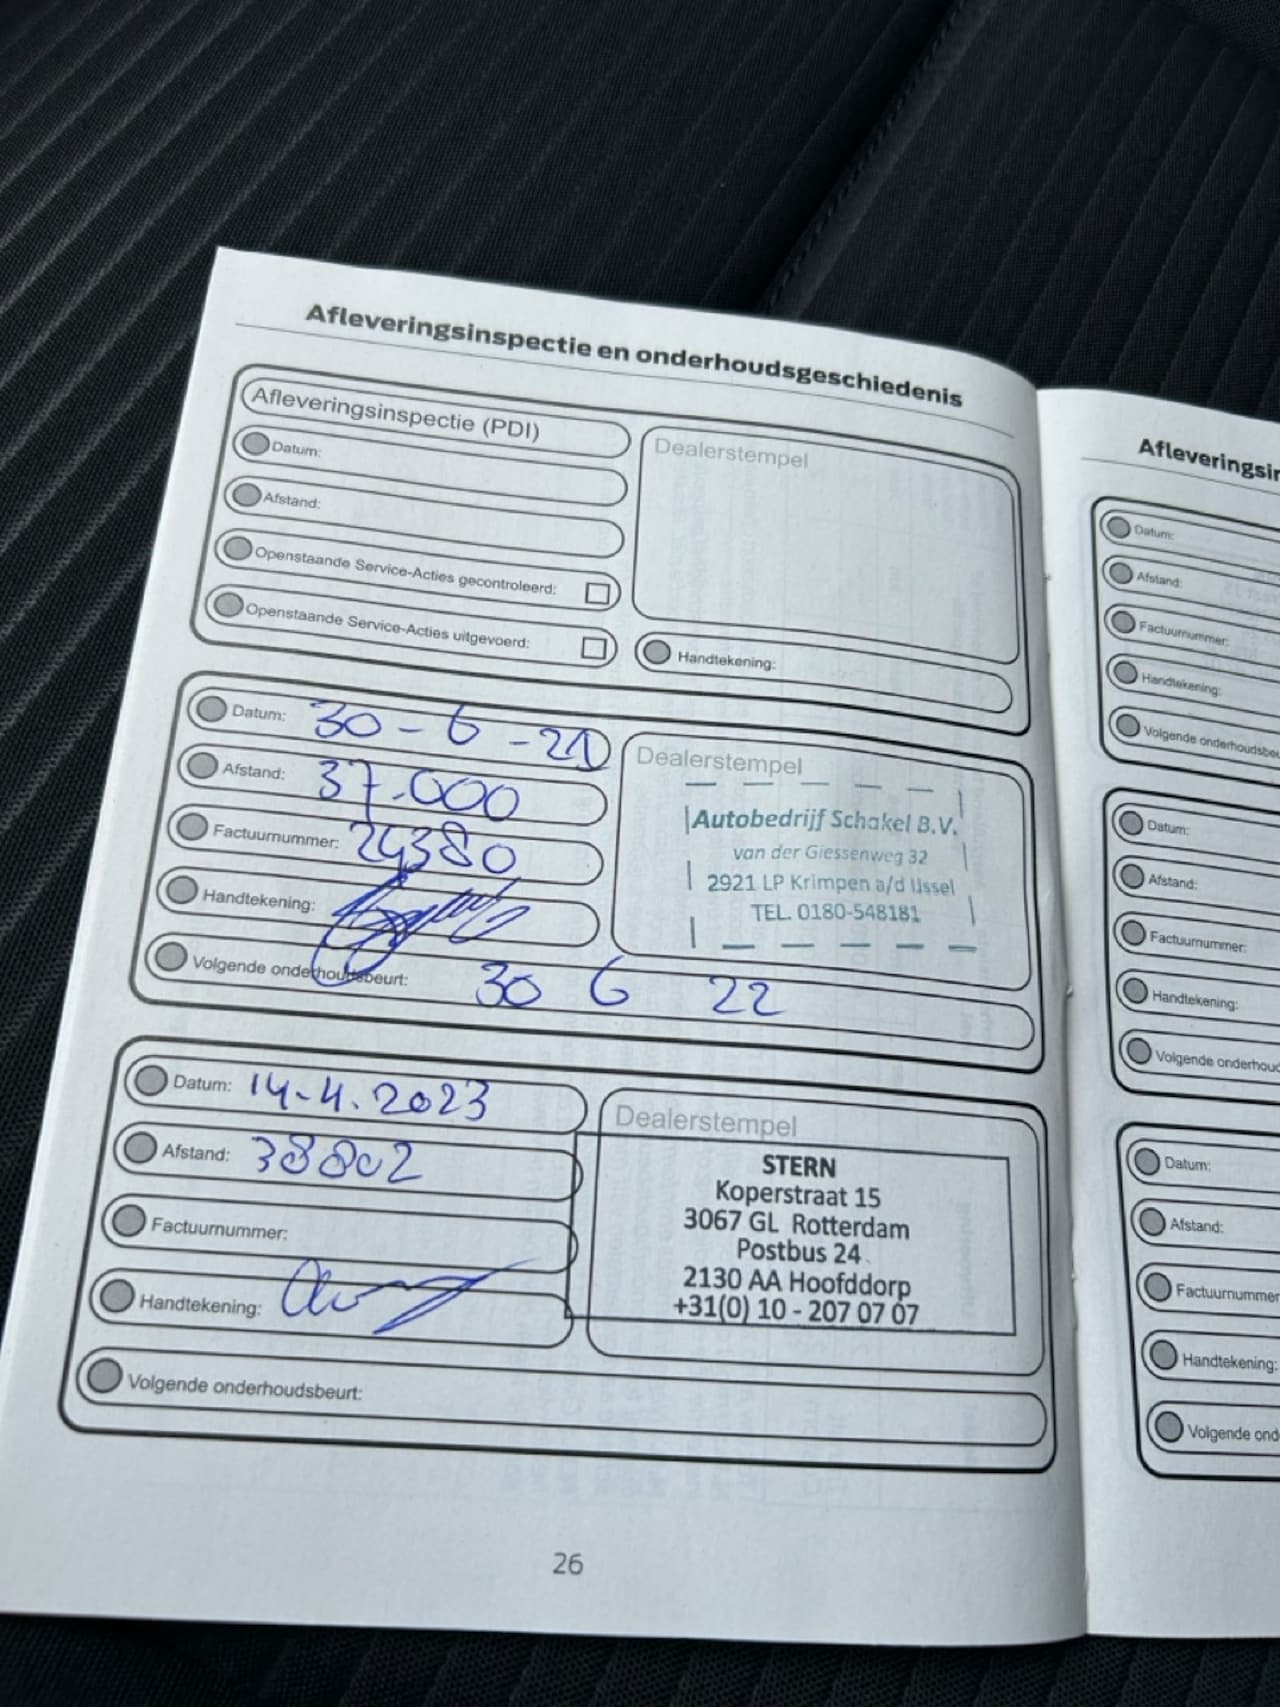 Afleveringsinspectie en onderhoudsgeschiedenis
Afleveringsinspectie (PDI)
Datum:
Afstand:
Openstaande Service-Acties gecontroleerd:
Openstaande Service-Acties uitgevoerd:
Dealerstempel
Handtekening:
Datum: 30-6-21
Afstand: 37.000
Factuurnummer: 24380
Handtekening:
Volgende onderhoudsbeurt: 30 6 22
Dealerstempel
Autobedrijf Schakel B.V.
van der Giessenweg 32
2921 LP Krimpen a/d IJssel
TEL. 0180-548181
Datum: 14-4.2023
Afstand: 38802
Factuurnummer:
Handtekening:
Volgende onderhoudsbeurt:
Dealerstempel
STERN
Koperstraat 15
3067 GL Rotterdam
Postbus 24
2130 AA Hoofddorp
+31(0) 10 - 207 07 07
26
Afleveringsin
Datum:
Afstand:
Factuurnummer:
Handtekening:
Volgende onderhoudsbeu
Datum:
Afstand:
Factuurnummer:
Handtekening:
Volgende onderhoud
Datum:
Afstand:
Factuurnummer
Handtekening:
Volgende ond